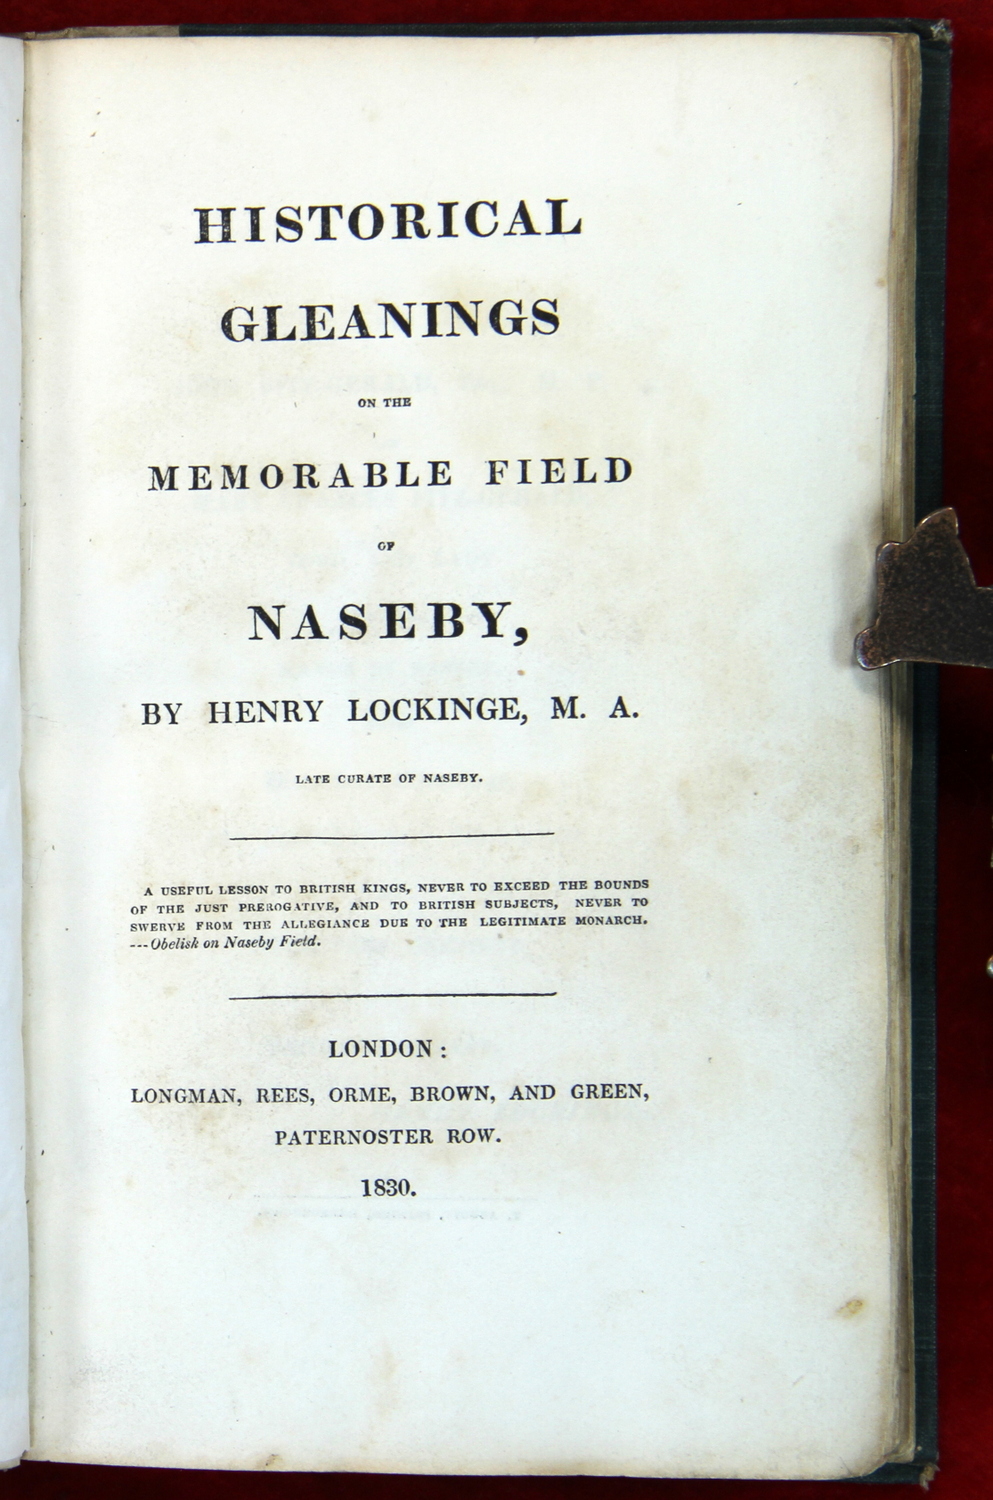 HISTORICAL
GLEANINGS
ON THE
MEMORABLE FIELD
OF
NASEBY,
BY HENRY LOCKINGE, M. A.
LATE CURATE OF NASEBY.
A USEFUL LESSON TO BRITISH KINGS, NEVER TO EXCEED THE BOUNDS
OF THE JUST PREROGATIVE, AND TO BRITISH SUBJECTS, NEVER TO
SWERVE FROM THE ALLEGIANCE DUE TO THE LEGITIMATE MONARCH.
---Obelisk on Naseby Field.
LONDON:
LONGMAN, REES, ORME, BROWN, AND GREEN,
PATERNOSTER ROW.
1830.